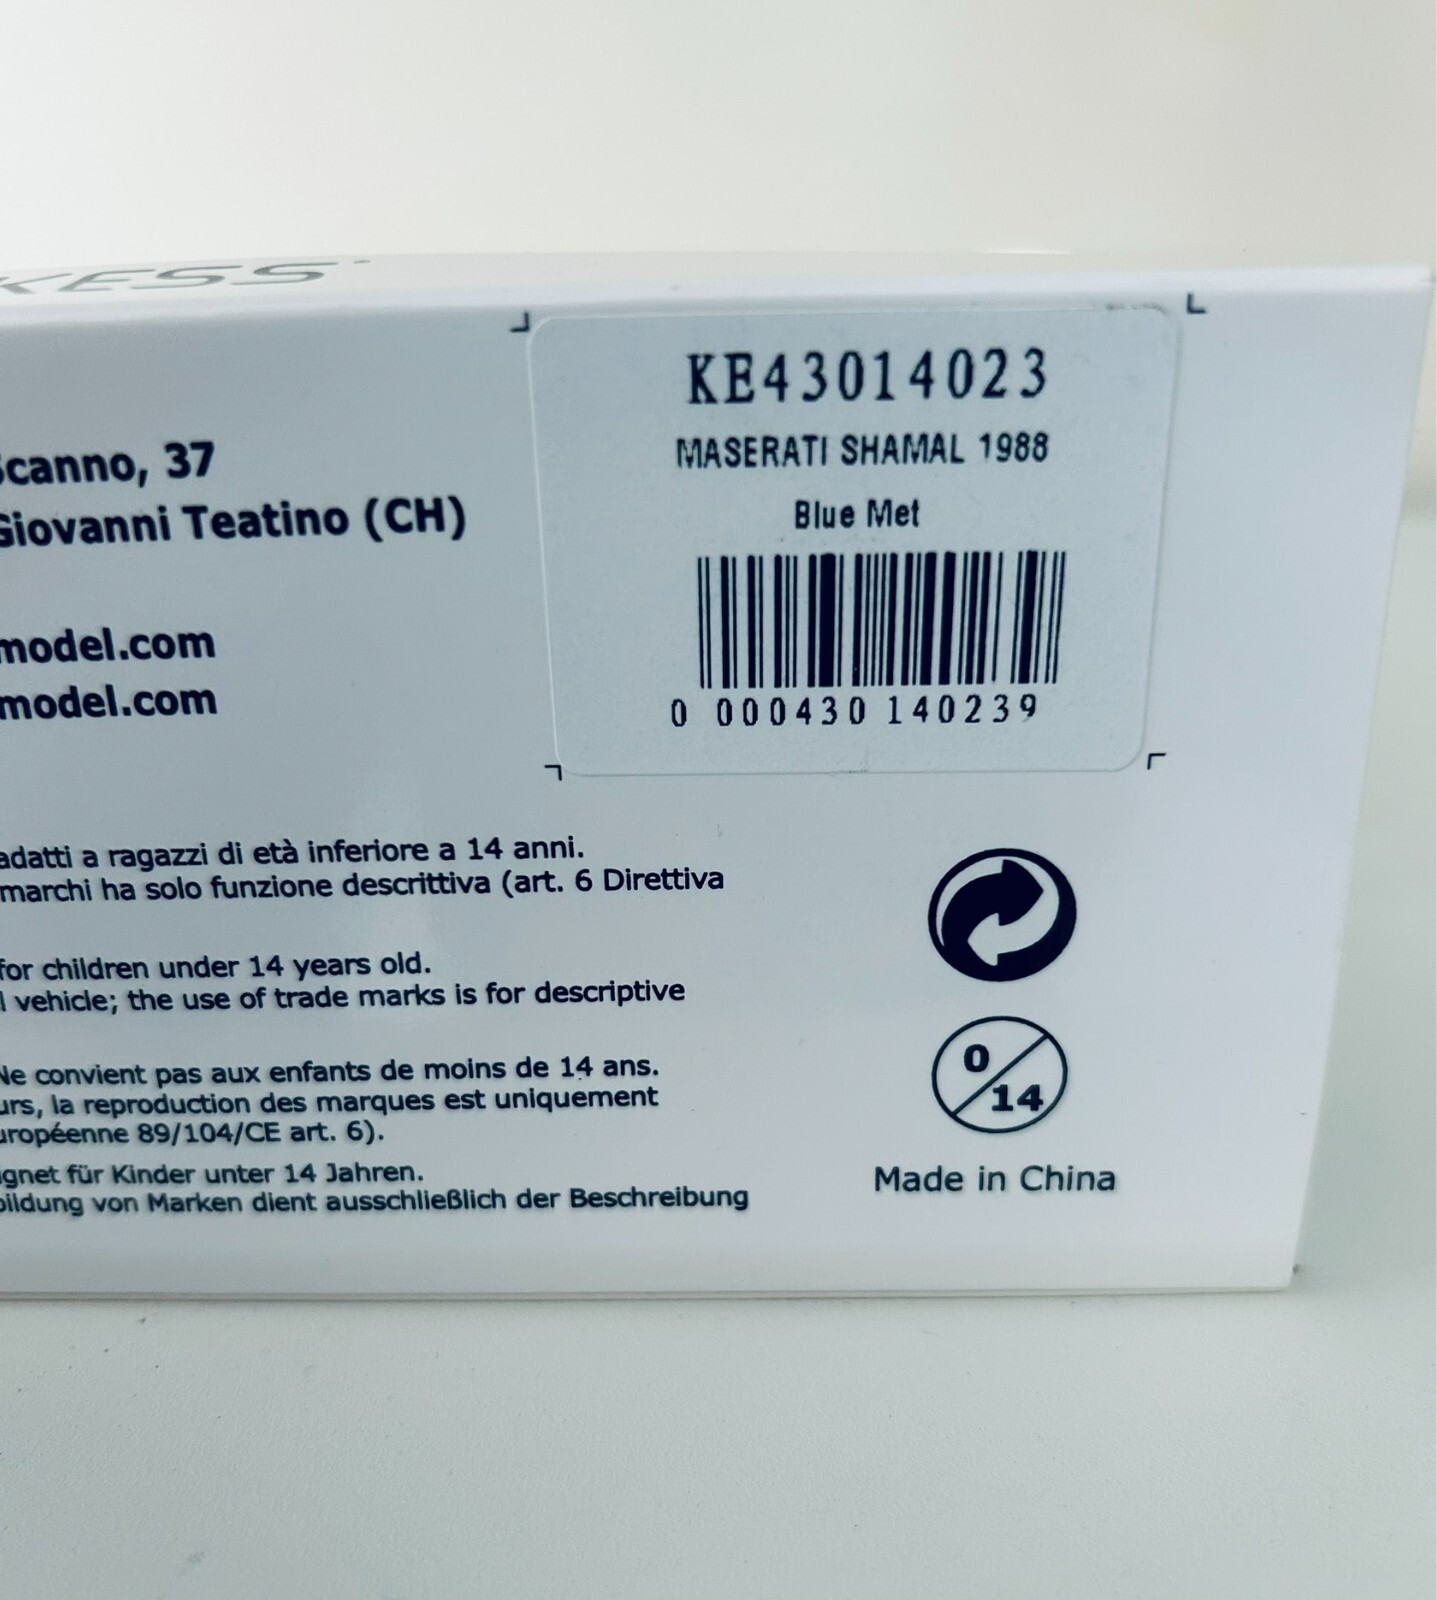 KESS
KE43014023
MASERATI SHAMAL 1988
Blue Met
0 000430 140239
Scanno, 37
Giovanni Teatino (CH)
model.com
model.com
adatti a ragazzi di età inferiore a 14 anni.
marchi ha solo funzione descrittiva (art. 6 Direttiva
for children under 14 years old.
l vehicle; the use of trade marks is for descriptive
Ne convient pas aux enfants de moins de 14 ans.
urs, la reproduction des marques est uniquement
uropéenne 89/104/CE art. 6).
ignet für Kinder unter 14 Jahren.
bildung von Marken dient ausschließlich der Beschreibung
0
14
Made in China